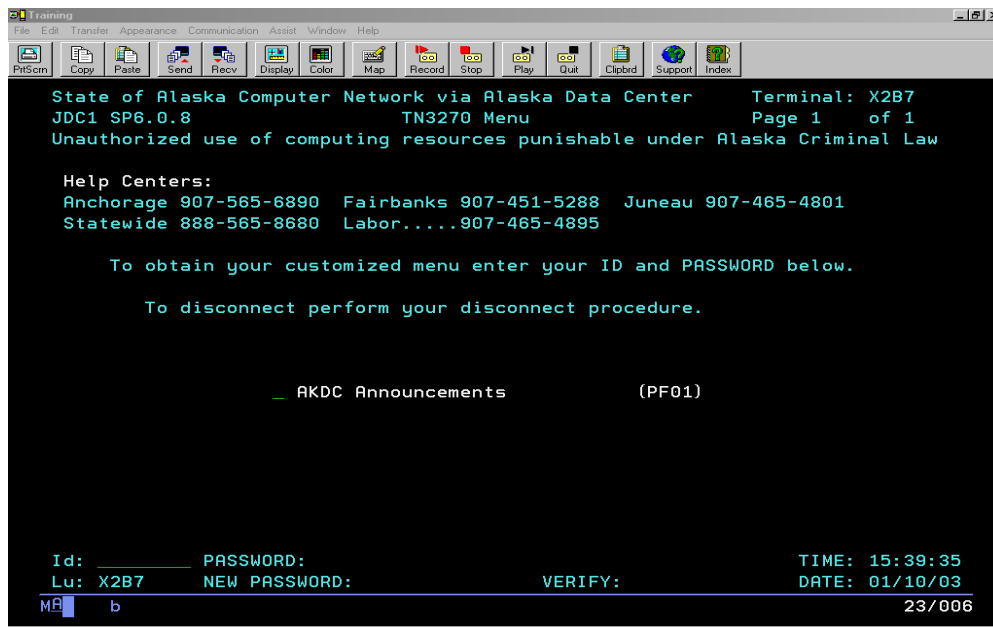 Training
File Edit Transfer Appearance Communication Assist Window Help
PrtScrn Copy Paste Send Recv Display Color Map Record Stop Play Quit Clipbrd Support Index
State of Alaska Computer Network via Alaska Data Center Terminal: X2B7
JDC1 SP6.0.8 TN3270 Menu Page 1 of 1
Unauthorized use of computing resources punishable under Alaska Criminal Law
Help Centers:
Anchorage 907-565-6890 Fairbanks 907-451-5288 Juneau 907-465-4801
Statewide 888-565-8680 Labor.....907-465-4895
To obtain your customized menu enter your ID and PASSWORD below.
To disconnect perform your disconnect procedure.
_ AKDC Announcements (PF01)
Id: ________ PASSWORD: TIME: 15:39:35
Lu: X2B7 NEW PASSWORD: VERIFY: DATE: 01/10/03
MA b 23/006